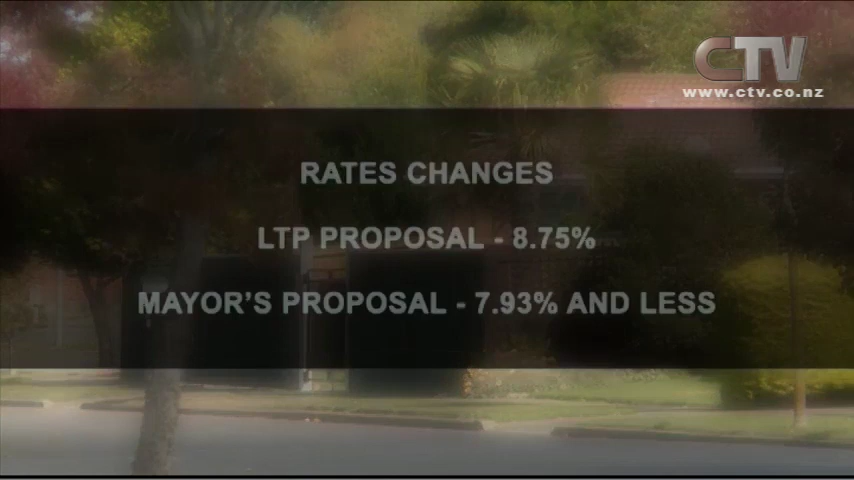 CTV
www.ctv.co.nz
RATES CHANGES
LTP PROPOSAL - 8.75%
MAYOR'S PROPOSAL - 7.93% AND LESS